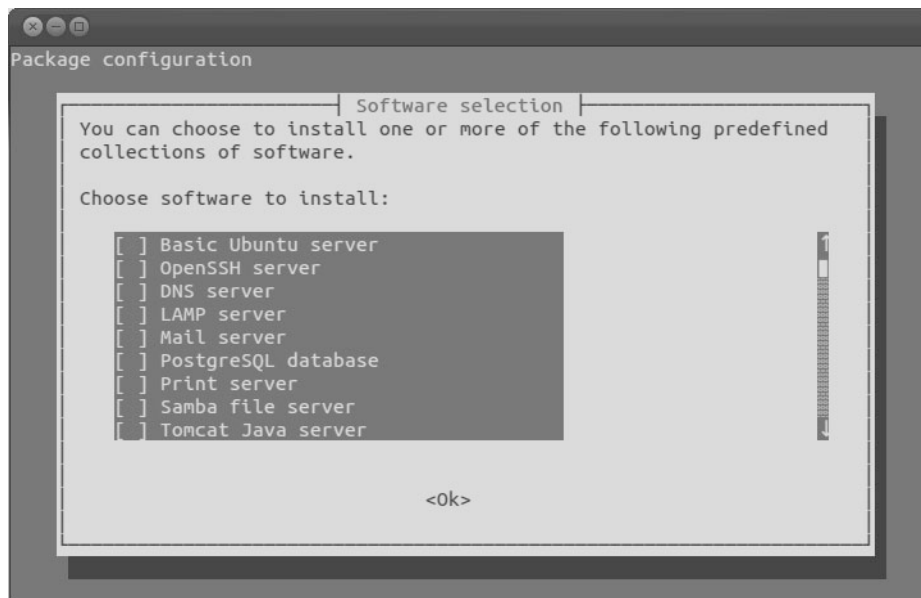 Package configuration
Software selection
You can choose to install one or more of the following predefined
collections of software.
Choose software to install:
[ ] Basic Ubuntu server
[ ] OpenSSH server
[ ] DNS server
[ ] LAMP server
[ ] Mail server
[ ] PostgreSQL database
[ ] Print server
[ ] Samba file server
[ ] Tomcat Java server
<Ok>